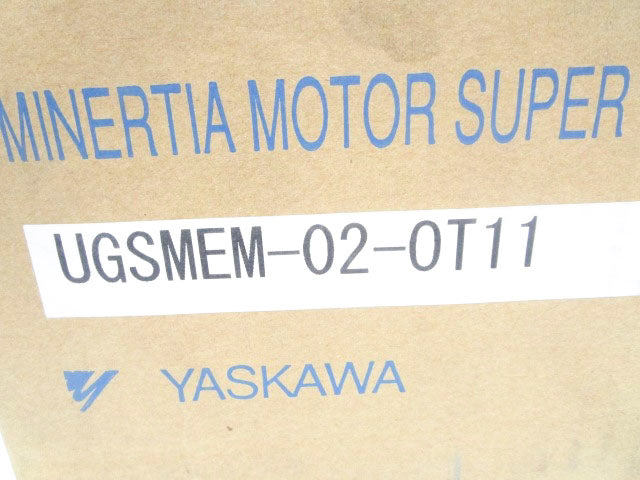 MINERTIA MOTOR SUPER
UGSMEM-02-0T11
YASKAWA